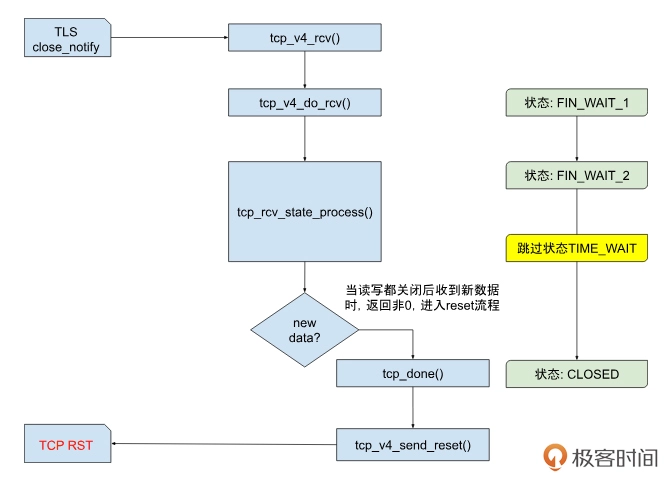 TLS
close_notify
tcp_v4_rcv()
tcp_v4_do_rcv()
tcp_rcv_state_process()
当读写都关闭后收到新数据
时, 返回非0, 进入reset流程
new
data?
tcp_done()
tcp_v4_send_reset()
TCP RST
状态: FIN_WAIT_1
状态: FIN_WAIT_2
跳过状态TIME_WAIT
状态: CLOSED
极客时间